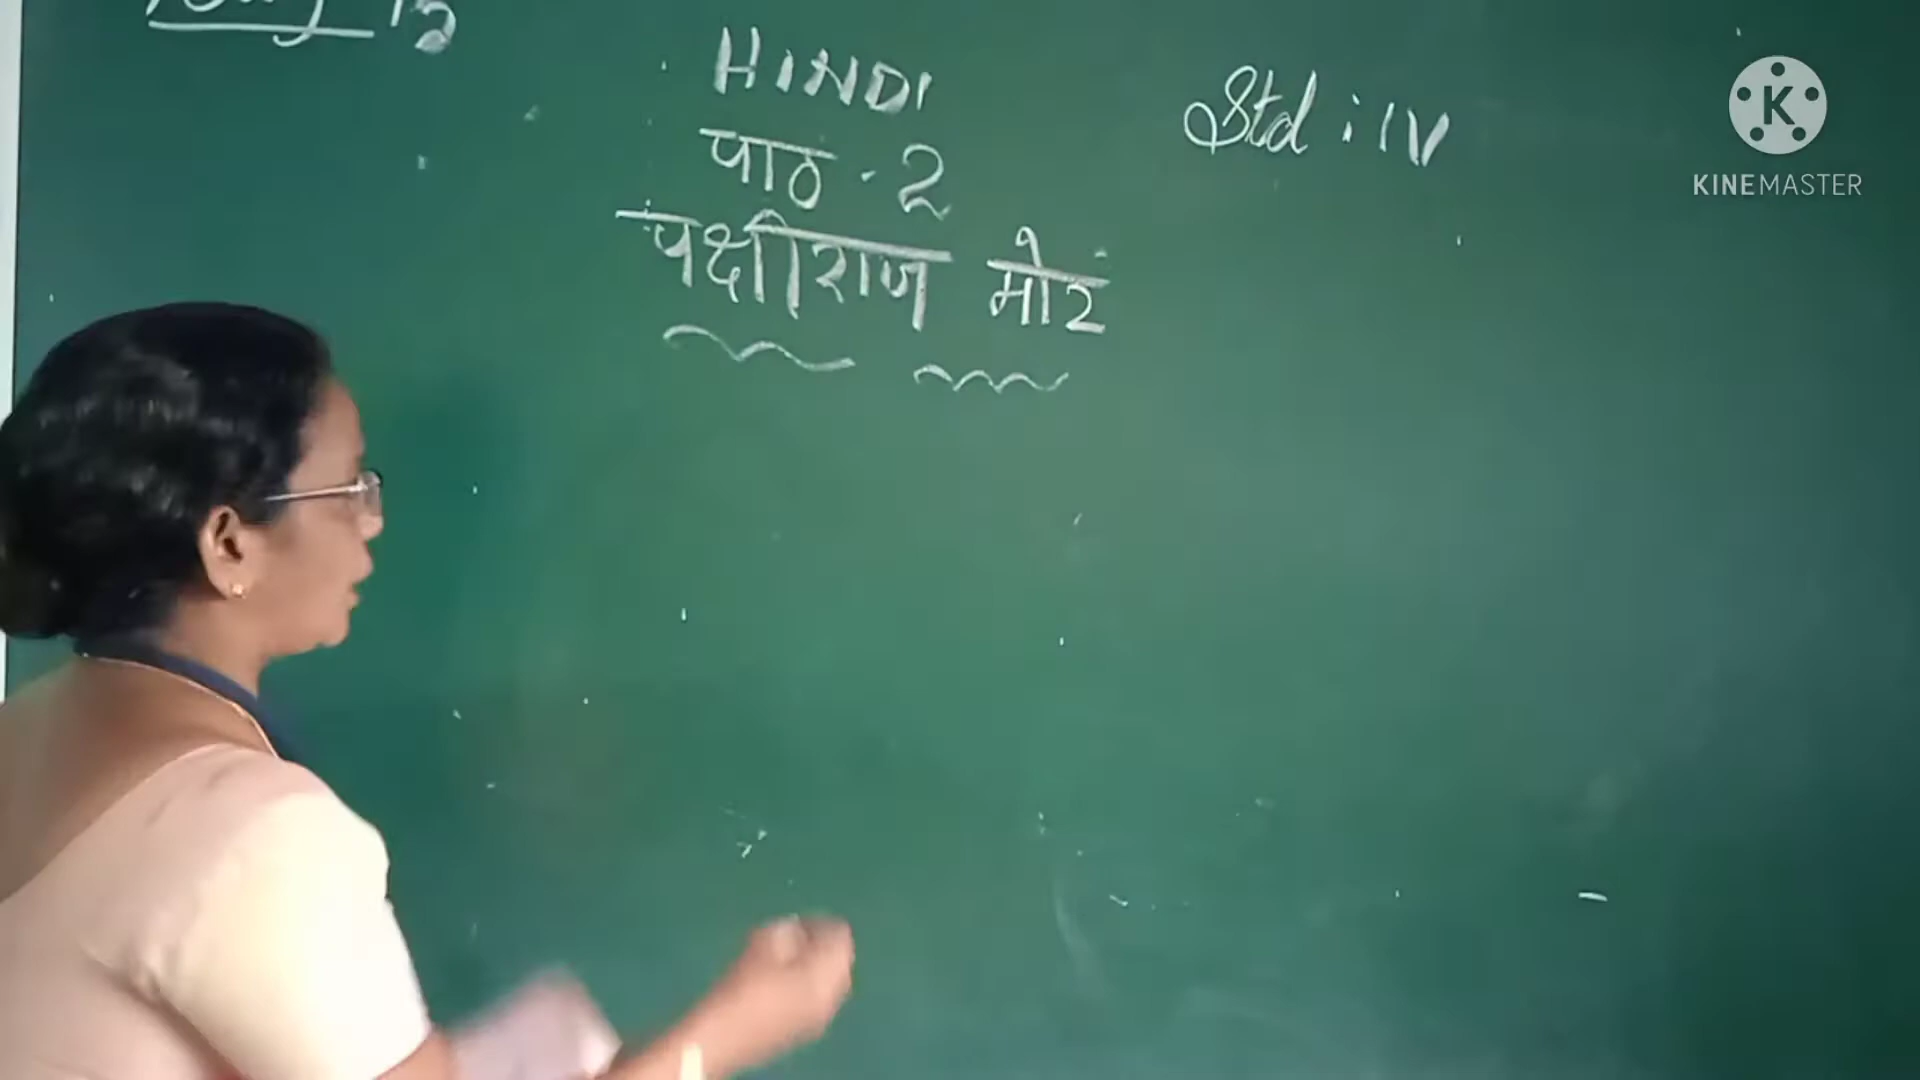 HINDI
Std : IV
पाठ - 2
पक्षीराज मोर
KINEMASTER